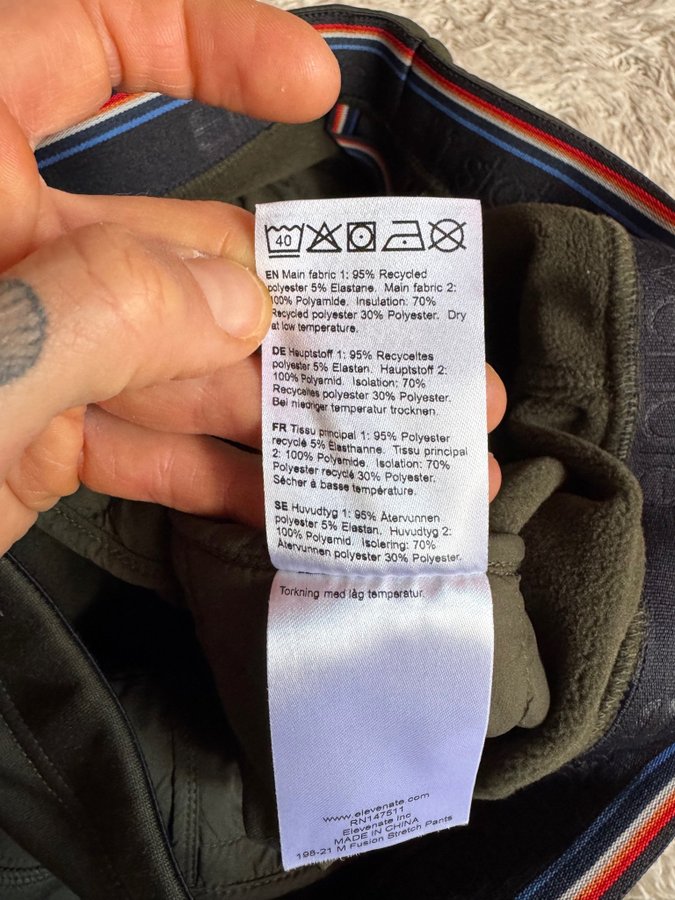 40
EN Main fabric 1: 95% Recycled
polyester 5% Elastane. Main fabric 2:
100% Polyamide. Insulation: 70%
Recycled polyester 30% Polyester. Dry
at low temperature.
DE Hauptstoff 1: 95% Recyceltes
polyester 5% Elastan. Hauptstoff 2:
100% Polyamid. Isolation: 70%
Recyceltes polyester 30% Polyester.
Bei niedriger temperatur trocknen.
FR Tissu principal 1: 95% Polyester
recyclé 5% Élasthanne. Tissu principal
2: 100% Polyamide. Isolation: 70%
Polyester recyclé 30% Polyester.
Sécher à basse température.
SE Huvudtyg 1: 95% Återvunnen
polyester 5% Elastan. Huvudtyg 2:
100% Polyamid. Isolering: 70%
Återvunnen polyester 30% Polyester.
Torkning med låg temperatur.
www.elevenate.com
RN147511
Elevenate Inc
MADE IN CHINA
198-21 M Fusion Stretch Pants